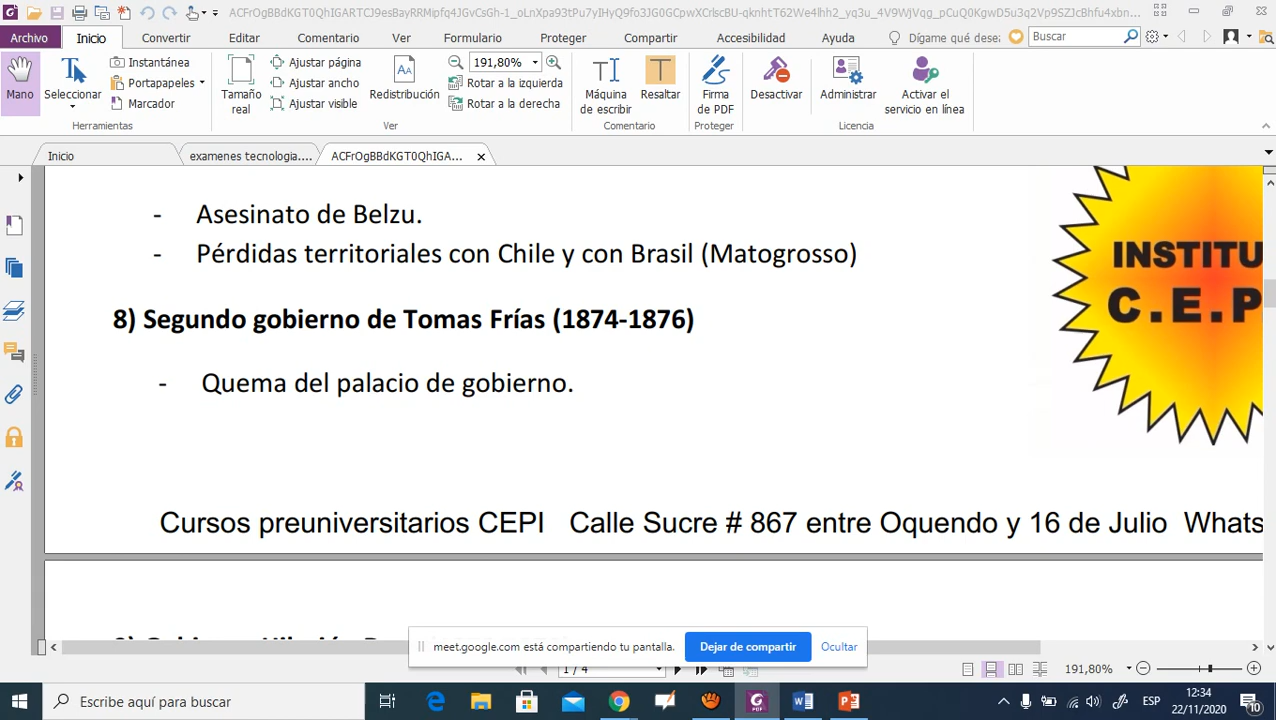 Archivo Inicio Convertir Editar Comentario Ver Formulario Proteger Compartir Accesibilidad Ayuda Dígame qué dese: Buscar
Mano
Seleccionar
Instantánea
Portapapeles
Marcador
Herramientas
Tamaño real
Ajustar página
Ajustar ancho
Ajustar visible
Redistribución
191,80%
Rotar a la izquierda
Rotar a la derecha
Ver
Máquina de escribir
Resaltar
Comentario
Firma de PDF
Proteger
Desactivar
Administrar
Activar el servicio en línea
Licencia
Inicio examenes tecnologia.... ACFrOgBBdKGT0QhIGA...
- Asesinato de Belzu.
- Pérdidas territoriales con Chile y con Brasil (Matogrosso)
INSTITU
C.E.P
8) Segundo gobierno de Tomas Frías (1874-1876)
- Quema del palacio de gobierno.
Cursos preuniversitarios CEPI Calle Sucre # 867 entre Oquendo y 16 de Julio Whats
meet.google.com está compartiendo tu pantalla. Dejar de compartir Ocultar
1 / 4 191,80%
Escribe aquí para buscar
ESP
12:34
22/11/2020
10